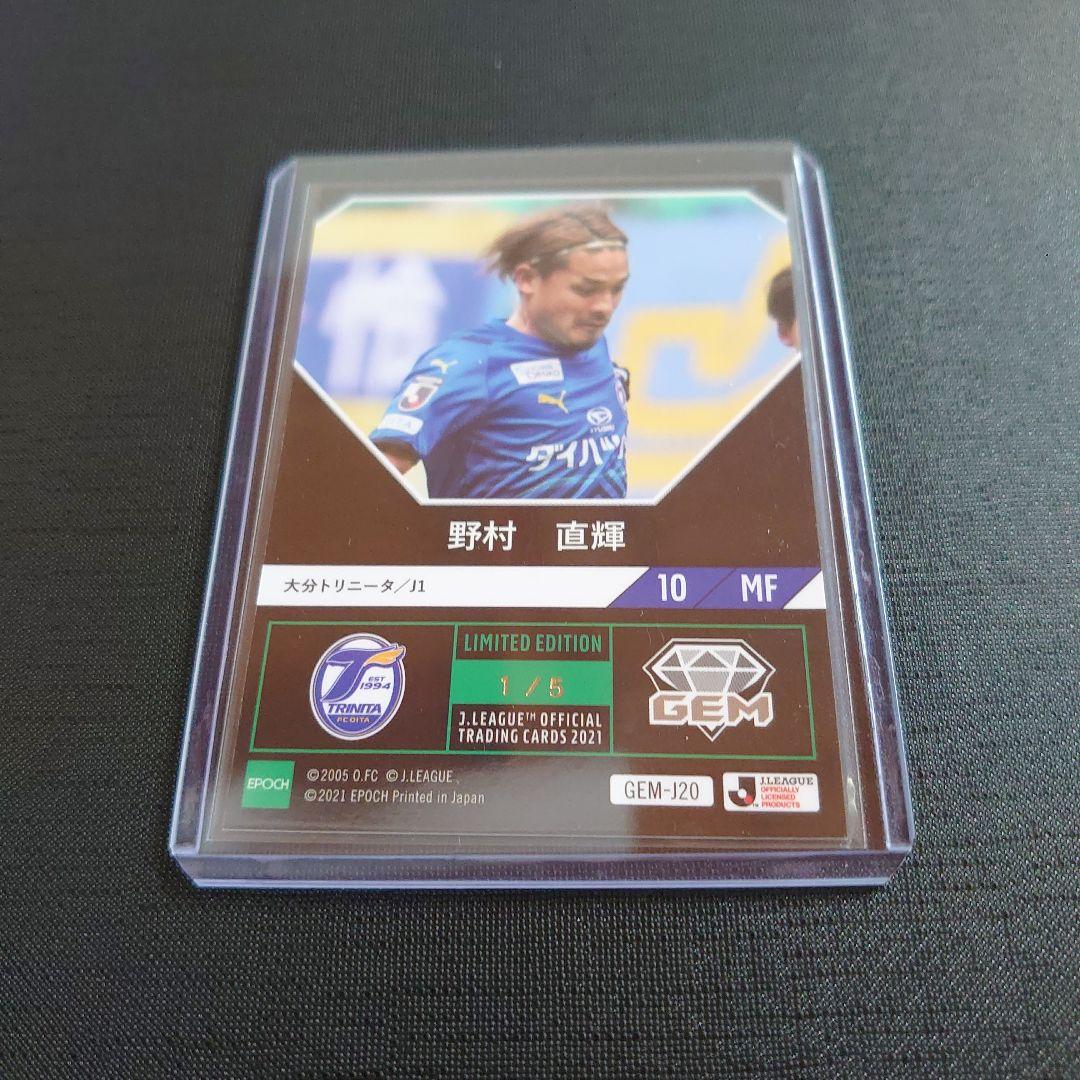 ダイハツ
野村　直輝
大分トリニータ／J1
10
MF
EST
1994
TRINITA
FC OITA
LIMITED EDITION
1/5
J.LEAGUE™ OFFICIAL
TRADING CARDS 2021
GEM
EPOCH
©2005 O.FC ©J.LEAGUE
©2021 EPOCH Printed in Japan
GEM-J20
J.LEAGUE
OFFICIALLY
LICENSED
PRODUCTS